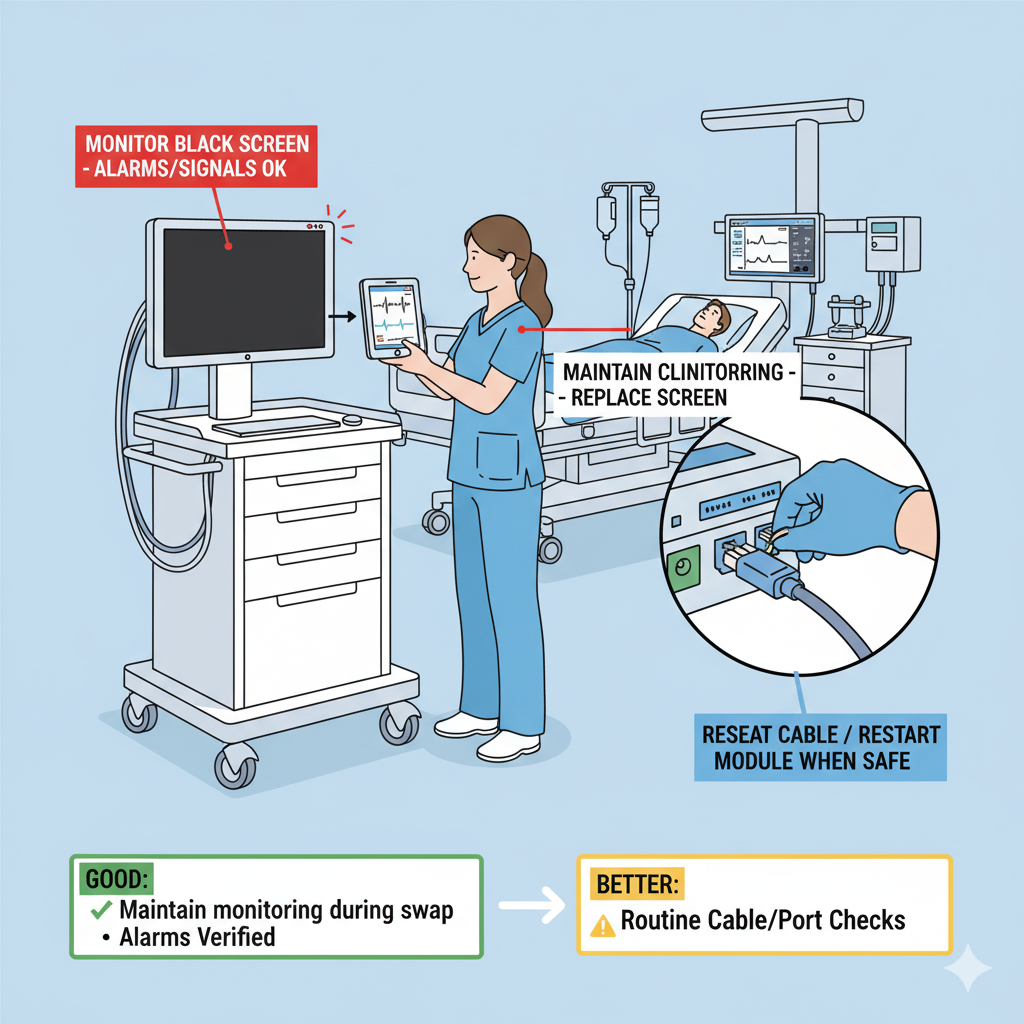 MONITOR BLACK SCREEN
- ALARMS/SIGNALS OK
MAINTAIN CLINITORRING -
- REPLACE SCREEN
RESEAT CABLE / RESTART
MODULE WHEN SAFE
GOOD:
✓ Maintain monitoring during swap
• Alarms Verified
BETTER:
Routine Cable/Port Checks